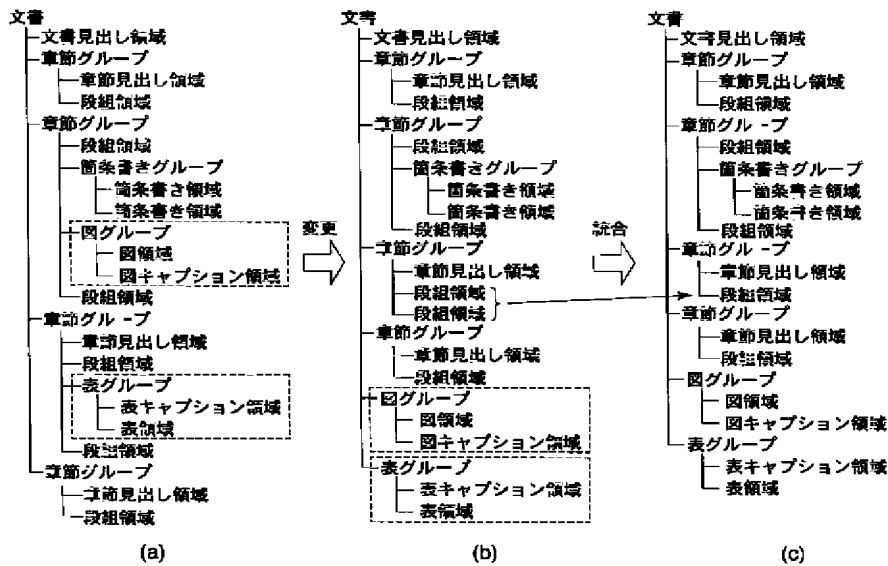 文書
文書見出し領域
章節グループ
章節見出し領域
段組領域
章節グループ
段組領域
箇条書きグループ
箇条書き領域
箇条書き領域
図グループ
図領域
図キャプション領域
段組領域
章節グループ
章節見出し領域
段組領域
表グループ
表キャプション領域
表領域
段組領域
章節グループ
章節見出し領域
段組領域
(a)
変更
文書
文書見出し領域
章節グループ
章節見出し領域
段組領域
章節グループ
段組領域
箇条書きグループ
箇条書き領域
箇条書き領域
段組領域
章節グループ
章節見出し領域
段組領域
段組領域
章節グループ
章節見出し領域
段組領域
図グループ
図領域
図キャプション領域
表グループ
表キャプション領域
表領域
(b)
統合
文書
文書見出し領域
章節グループ
章節見出し領域
段組領域
章節グループ
段組領域
箇条書きグループ
箇条書き領域
箇条書き領域
段組領域
章節グループ
章節見出し領域
段組領域
章節グループ
章節見出し領域
段組領域
図グループ
図領域
図キャプション領域
表グループ
表キャプション領域
表領域
(c)